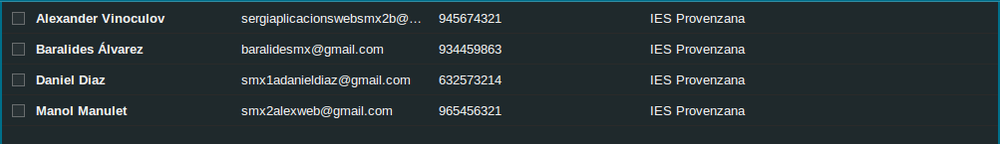 Alexander Vinoculov sergiaplicacionswebsmx2b@… 945674321 IES Provenzana
Baralides Álvarez baralidesmx@gmail.com 934459863 IES Provenzana
Daniel Diaz smx1adanieldiaz@gmail.com 632573214 IES Provenzana
Manol Manulet smx2alexweb@gmail.com 965456321 IES Provenzana